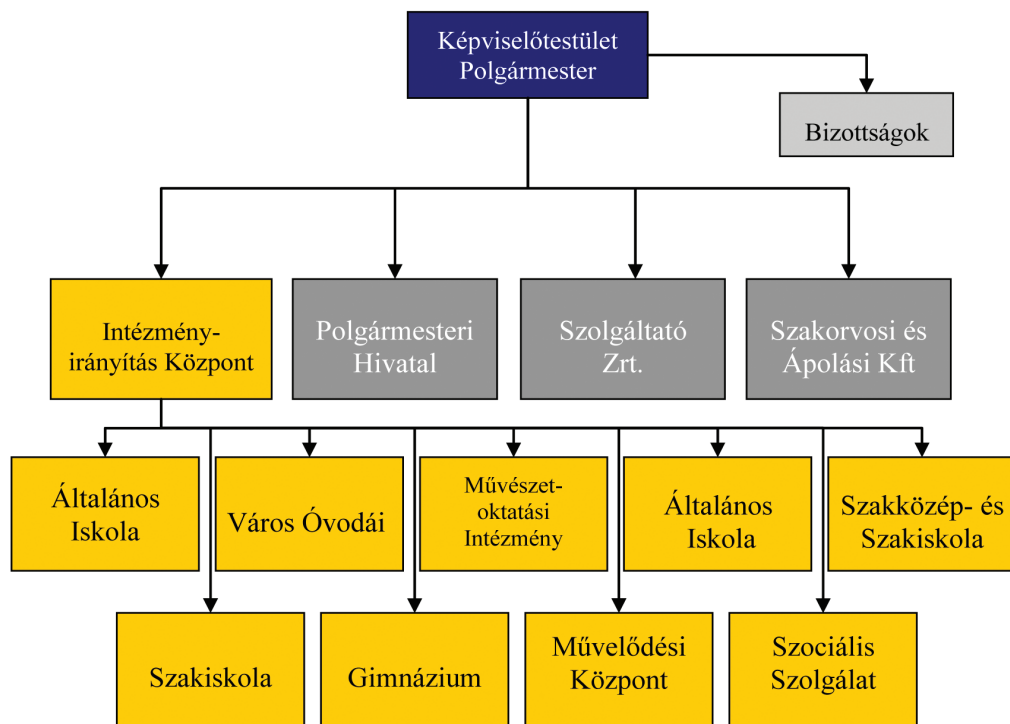 Képviselőtestület
Polgármester
Bizottságok
Intézmény-
irányítás Központ
Polgármesteri
Hivatal
Szolgáltató
Zrt.
Szakorvosi és
Ápolási Kft
Általános
Iskola
Város Óvodái
Művészet-
oktatási
Intézmény
Általános
Iskola
Szakközép- és
Szakiskola
Szakiskola
Gimnázium
Művelődési
Központ
Szociális
Szolgálat